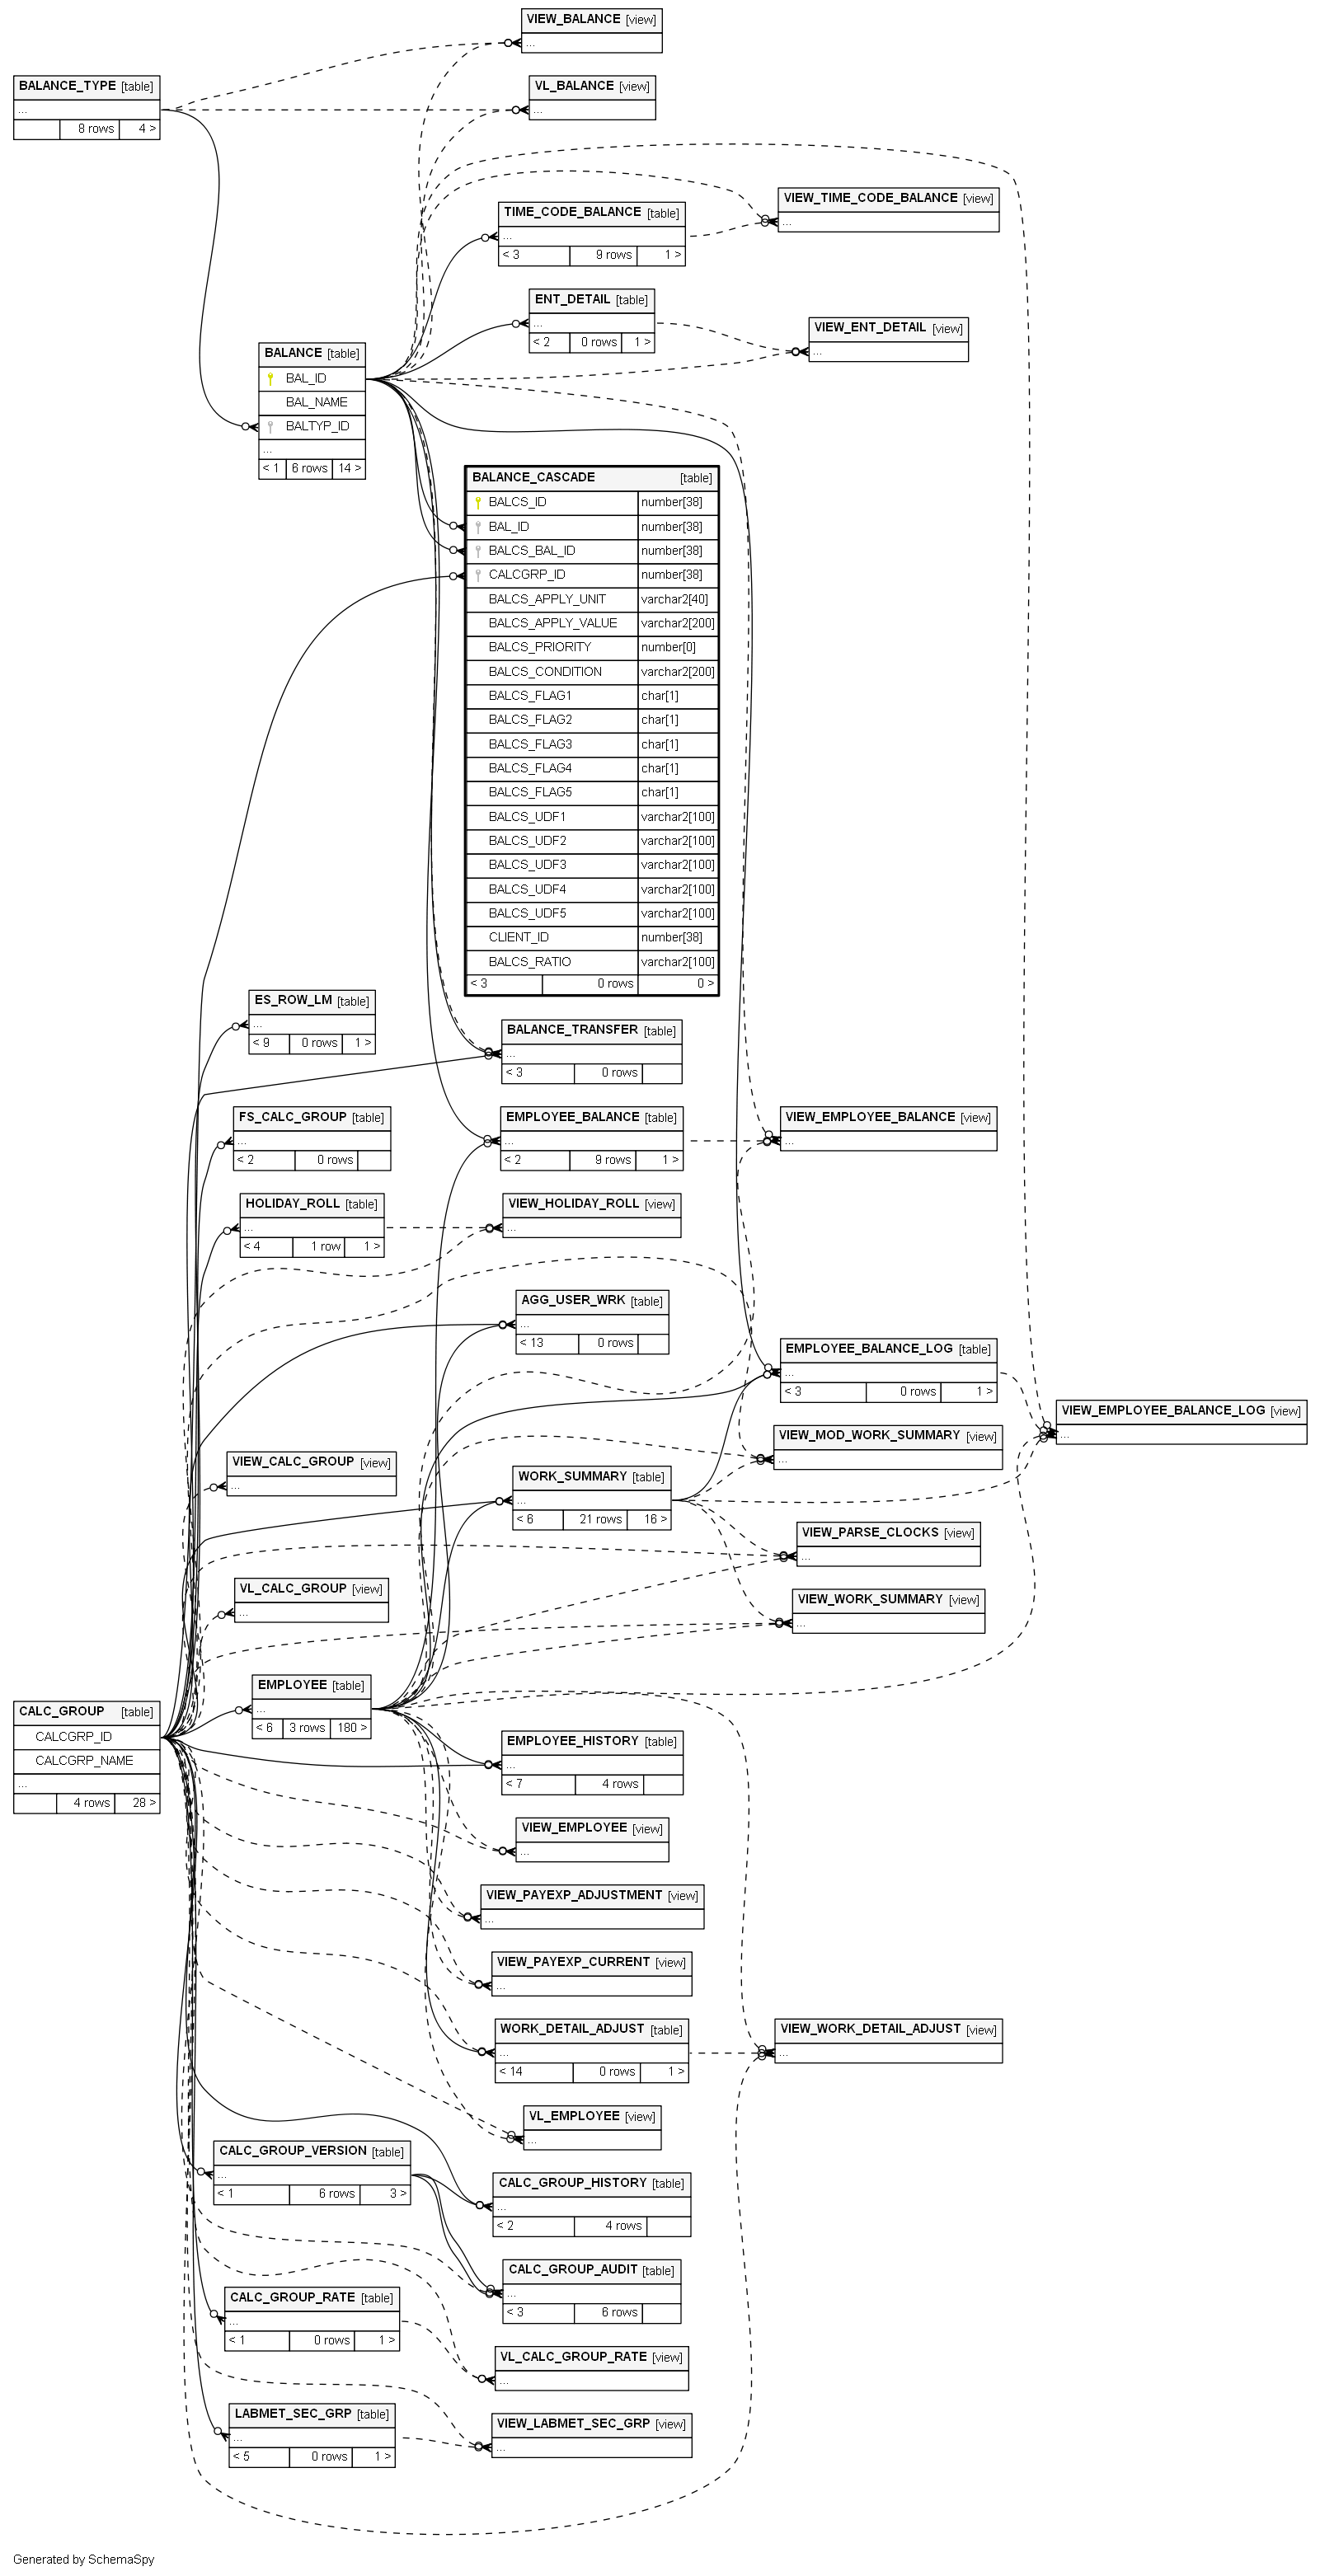 VIEW_BALANCE [view]
...
BALANCE_TYPE [table]
...
8 rows 4 >
VL_BALANCE [view]
...
VIEW_TIME_CODE_BALANCE [view]
...
TIME_CODE_BALANCE [table]
...
< 3 9 rows 1 >
ENT_DETAIL [table]
...
< 2 0 rows 1 >
VIEW_ENT_DETAIL [view]
...
BALANCE [table]
BAL_ID
BAL_NAME
BALTYP_ID
...
< 1 6 rows 14 >
BALANCE_CASCADE [table]
BALCS_ID number[38]
BAL_ID number[38]
BALCS_BAL_ID number[38]
CALCGRP_ID number[38]
BALCS_APPLY_UNIT varchar2[40]
BALCS_APPLY_VALUE varchar2[200]
BALCS_PRIORITY number[0]
BALCS_CONDITION varchar2[200]
BALCS_FLAG1 char[1]
BALCS_FLAG2 char[1]
BALCS_FLAG3 char[1]
BALCS_FLAG4 char[1]
BALCS_FLAG5 char[1]
BALCS_UDF1 varchar2[100]
BALCS_UDF2 varchar2[100]
BALCS_UDF3 varchar2[100]
BALCS_UDF4 varchar2[100]
BALCS_UDF5 varchar2[100]
CLIENT_ID number[38]
BALCS_RATIO varchar2[100]
< 3 0 rows 0 >
ES_ROW_LM [table]
...
< 9 0 rows 1 >
BALANCE_TRANSFER [table]
...
< 3 0 rows
FS_CALC_GROUP [table]
...
< 2 0 rows
EMPLOYEE_BALANCE [table]
...
< 2 9 rows 1 >
VIEW_EMPLOYEE_BALANCE [view]
...
HOLIDAY_ROLL [table]
...
< 4 1 row 1 >
VIEW_HOLIDAY_ROLL [view]
...
AGG_USER_WRK [table]
...
< 13 0 rows
EMPLOYEE_BALANCE_LOG [table]
...
< 3 0 rows 1 >
VIEW_EMPLOYEE_BALANCE_LOG [view]
...
VIEW_MOD_WORK_SUMMARY [view]
...
VIEW_CALC_GROUP [view]
...
WORK_SUMMARY [table]
...
< 6 21 rows 16 >
VIEW_PARSE_CLOCKS [view]
...
VL_CALC_GROUP [view]
...
VIEW_WORK_SUMMARY [view]
...
EMPLOYEE [table]
...
< 6 3 rows 180 >
CALC_GROUP [table]
CALCGRP_ID
CALCGRP_NAME
...
4 rows 28 >
EMPLOYEE_HISTORY [table]
...
< 7 4 rows
VIEW_EMPLOYEE [view]
...
VIEW_PAYEXP_ADJUSTMENT [view]
...
VIEW_PAYEXP_CURRENT [view]
...
WORK_DETAIL_ADJUST [table]
...
< 14 0 rows 1 >
VIEW_WORK_DETAIL_ADJUST [view]
...
VL_EMPLOYEE [view]
...
CALC_GROUP_VERSION [table]
...
< 1 6 rows 3 >
CALC_GROUP_HISTORY [table]
...
< 2 4 rows
CALC_GROUP_AUDIT [table]
...
< 3 6 rows
CALC_GROUP_RATE [table]
...
< 1 0 rows 1 >
VL_CALC_GROUP_RATE [view]
...
LABMET_SEC_GRP [table]
...
< 5 0 rows 1 >
VIEW_LABMET_SEC_GRP [view]
...
Generated by SchemaSpy